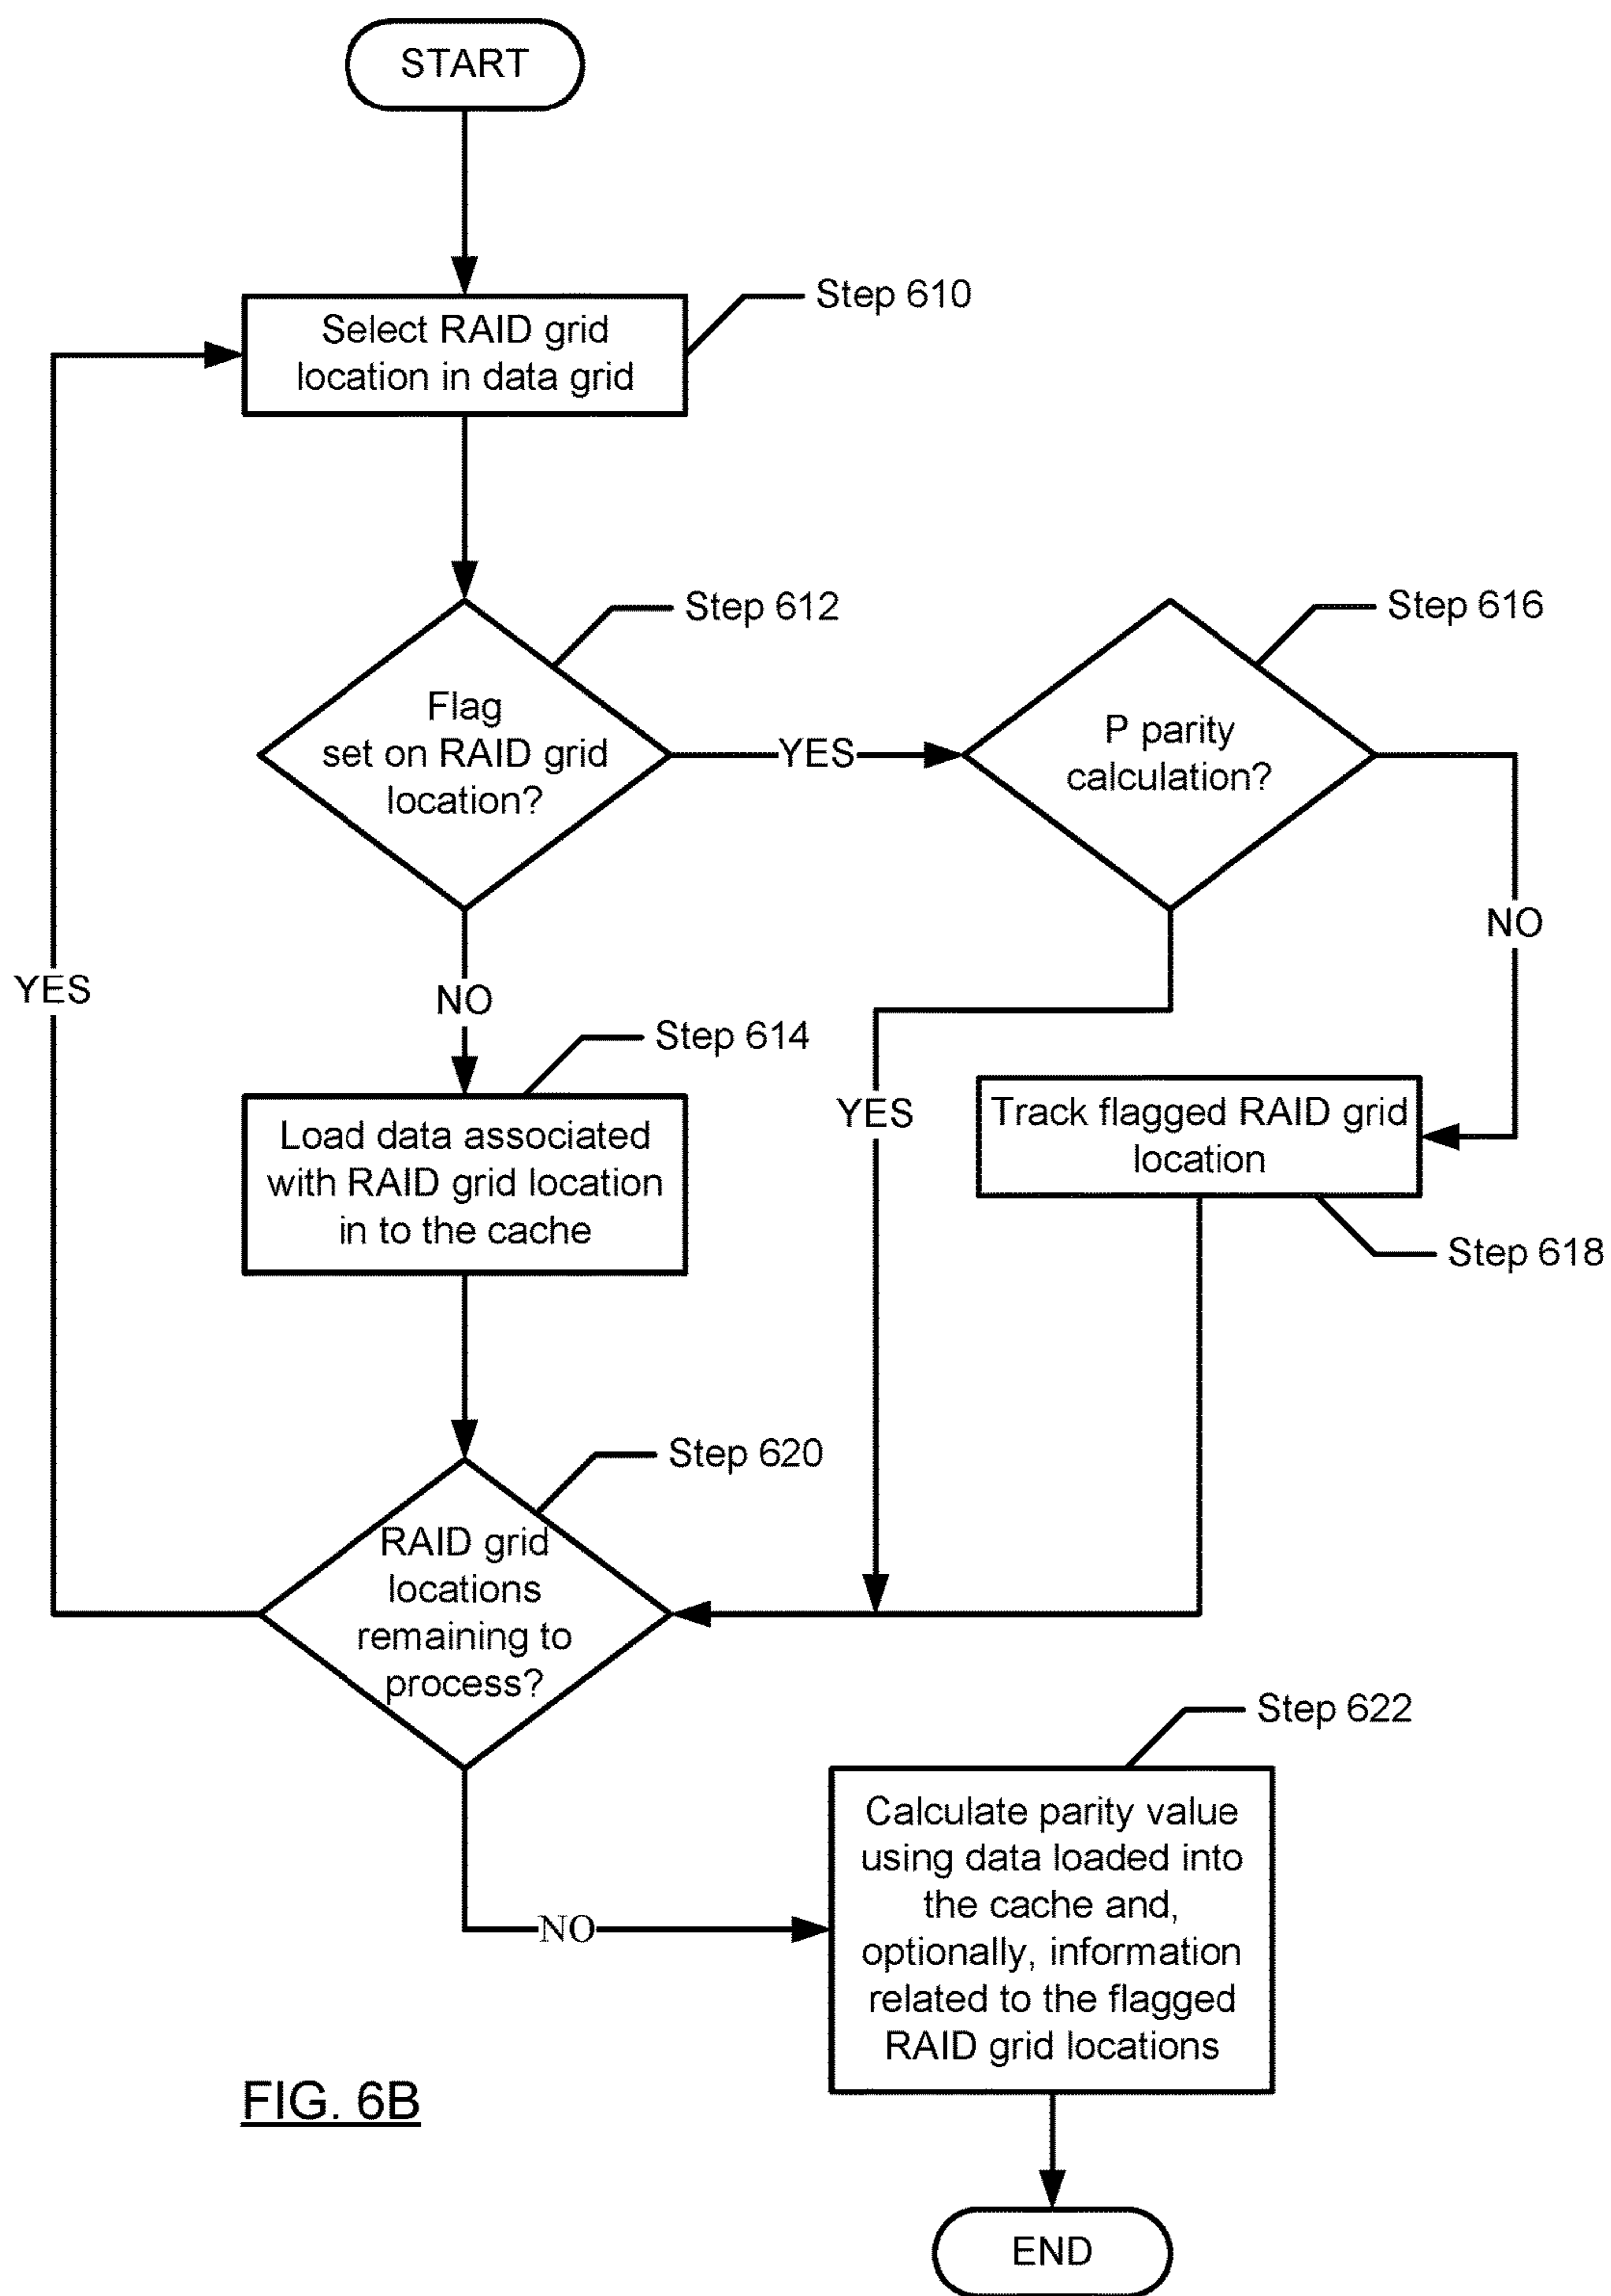 START
Step 610
Select RAID grid
location in data grid
Step 612
Step 616
Flag
set on RAID grid
location?
YES
P parity
calculation?
NO
YES
NO
Step 614
YES
Track flagged RAID grid
location
Load data associated
with RAID grid location
in to the cache
Step 618
Step 620
RAID grid
locations
remaining to
process?
Step 622
NO
Calculate parity value
using data loaded into
the cache and,
optionally, information
related to the flagged
RAID grid locations
FIG. 6B
END